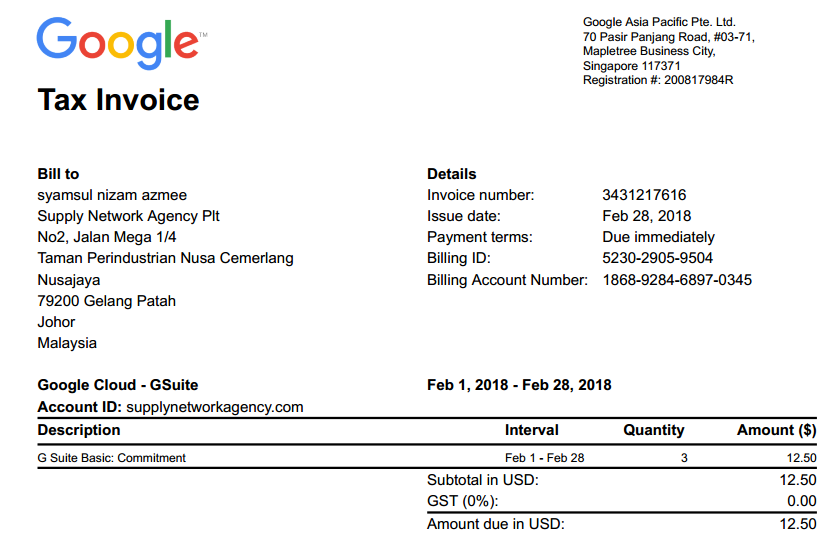 Google™
Google Asia Pacific Pte. Ltd.
70 Pasir Panjang Road, #03-71,
Mapletree Business City,
Singapore 117371
Registration #: 200817984R
Tax Invoice
Bill to
syamsul nizam azmee
Supply Network Agency Plt
No2, Jalan Mega 1/4
Taman Perindustrian Nusa Cemerlang
Nusajaya
79200 Gelang Patah
Johor
Malaysia
Details
Invoice number: 3431217616
Issue date: Feb 28, 2018
Payment terms: Due immediately
Billing ID: 5230-2905-9504
Billing Account Number: 1868-9284-6897-0345
Google Cloud - GSuite Feb 1, 2018 - Feb 28, 2018
Account ID: supplynetworkagency.com
Description Interval Quantity Amount ($)
G Suite Basic: Commitment Feb 1 - Feb 28 3 12.50
Subtotal in USD: 12.50
GST (0%): 0.00
Amount due in USD: 12.50